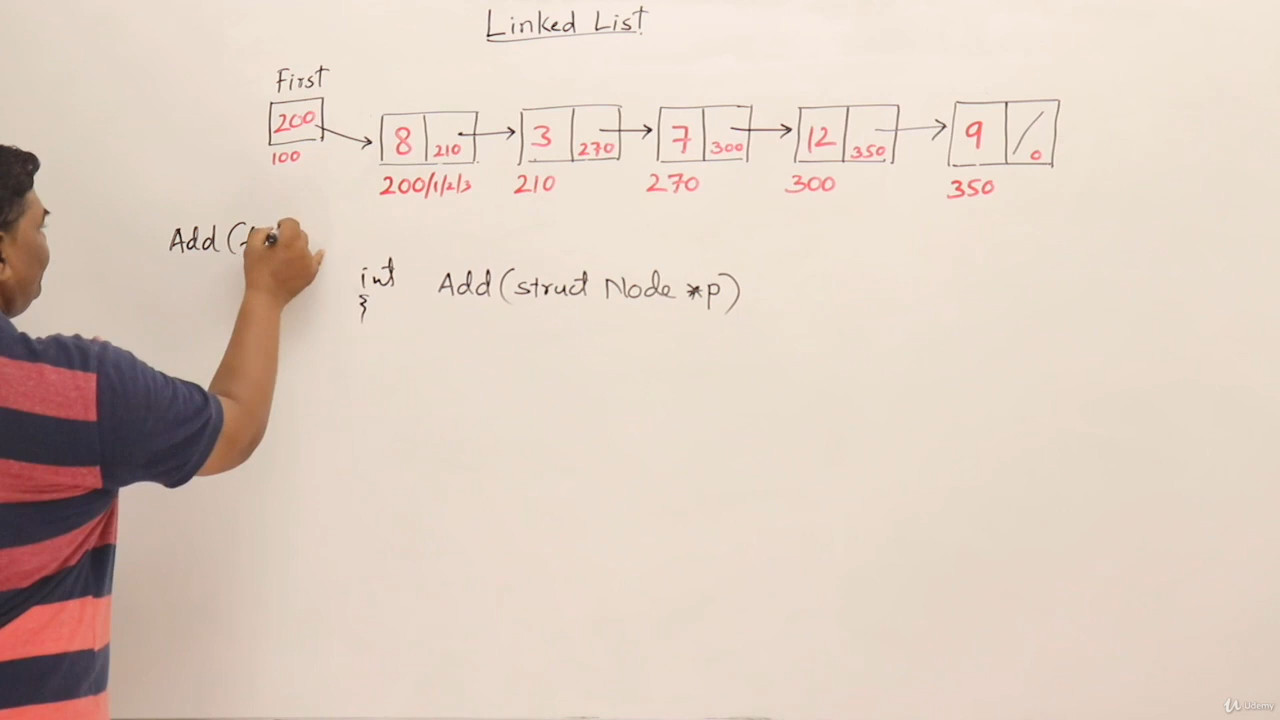 Linked List
First
200
100
8 210 3 270 7 300 12 350 9 0
200/1/2/3 210 270 300 350
Add(
int Add(struct Node *p)
{
Udemy